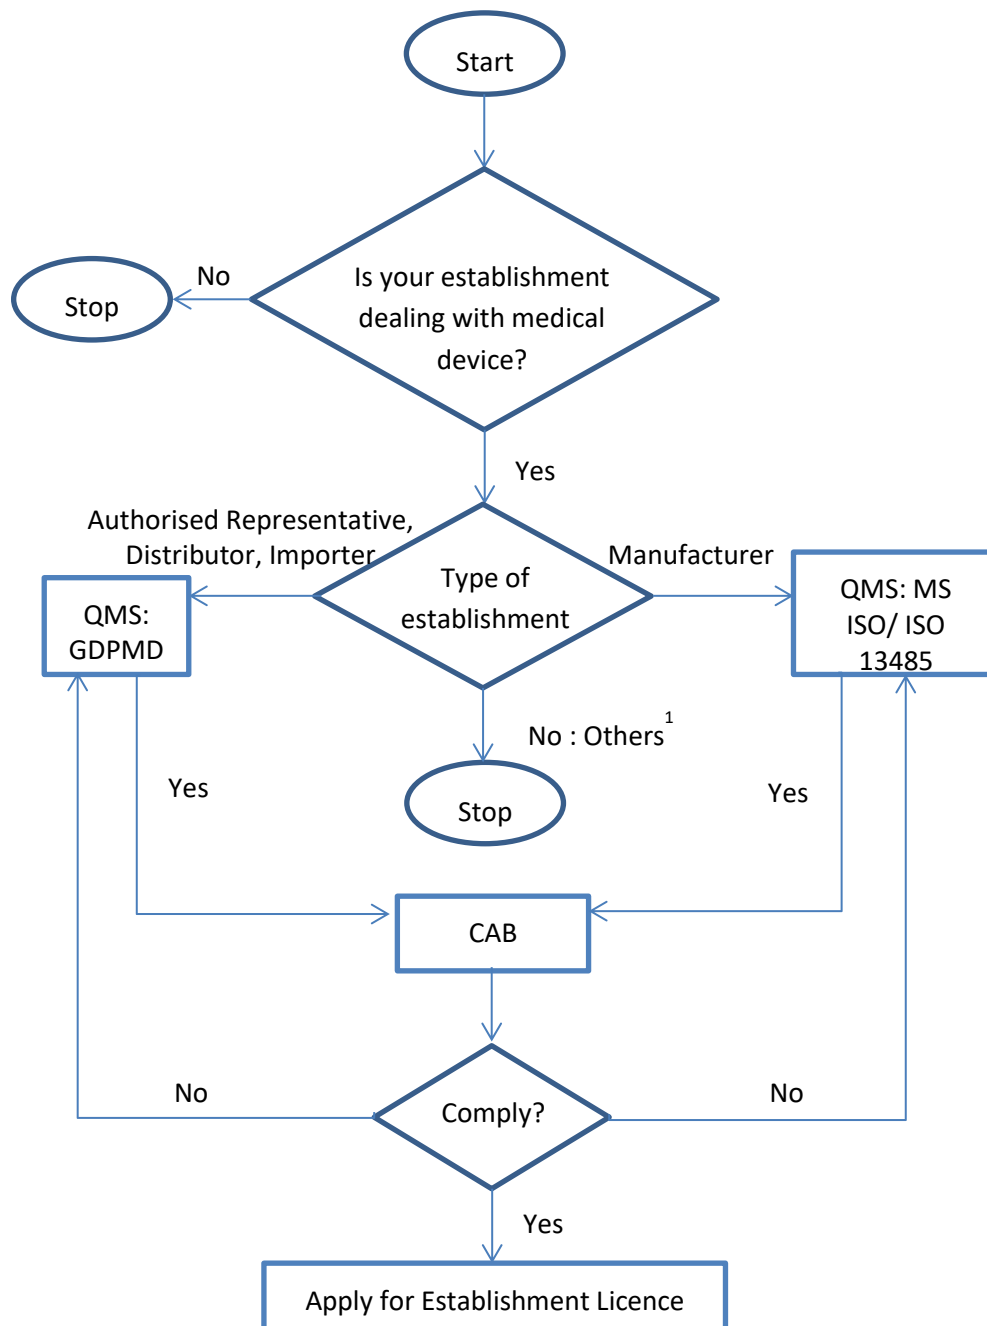 Start
Is your establishment
dealing with medical
device?
No
Stop
Yes
Authorised Representative,
Distributor, Importer
Manufacturer
Type of
establishment
QMS:
GDPMD
QMS: MS
ISO/ ISO
13485
No : Others¹
Stop
Yes
Yes
CAB
Comply?
No
No
Yes
Apply for Establishment Licence